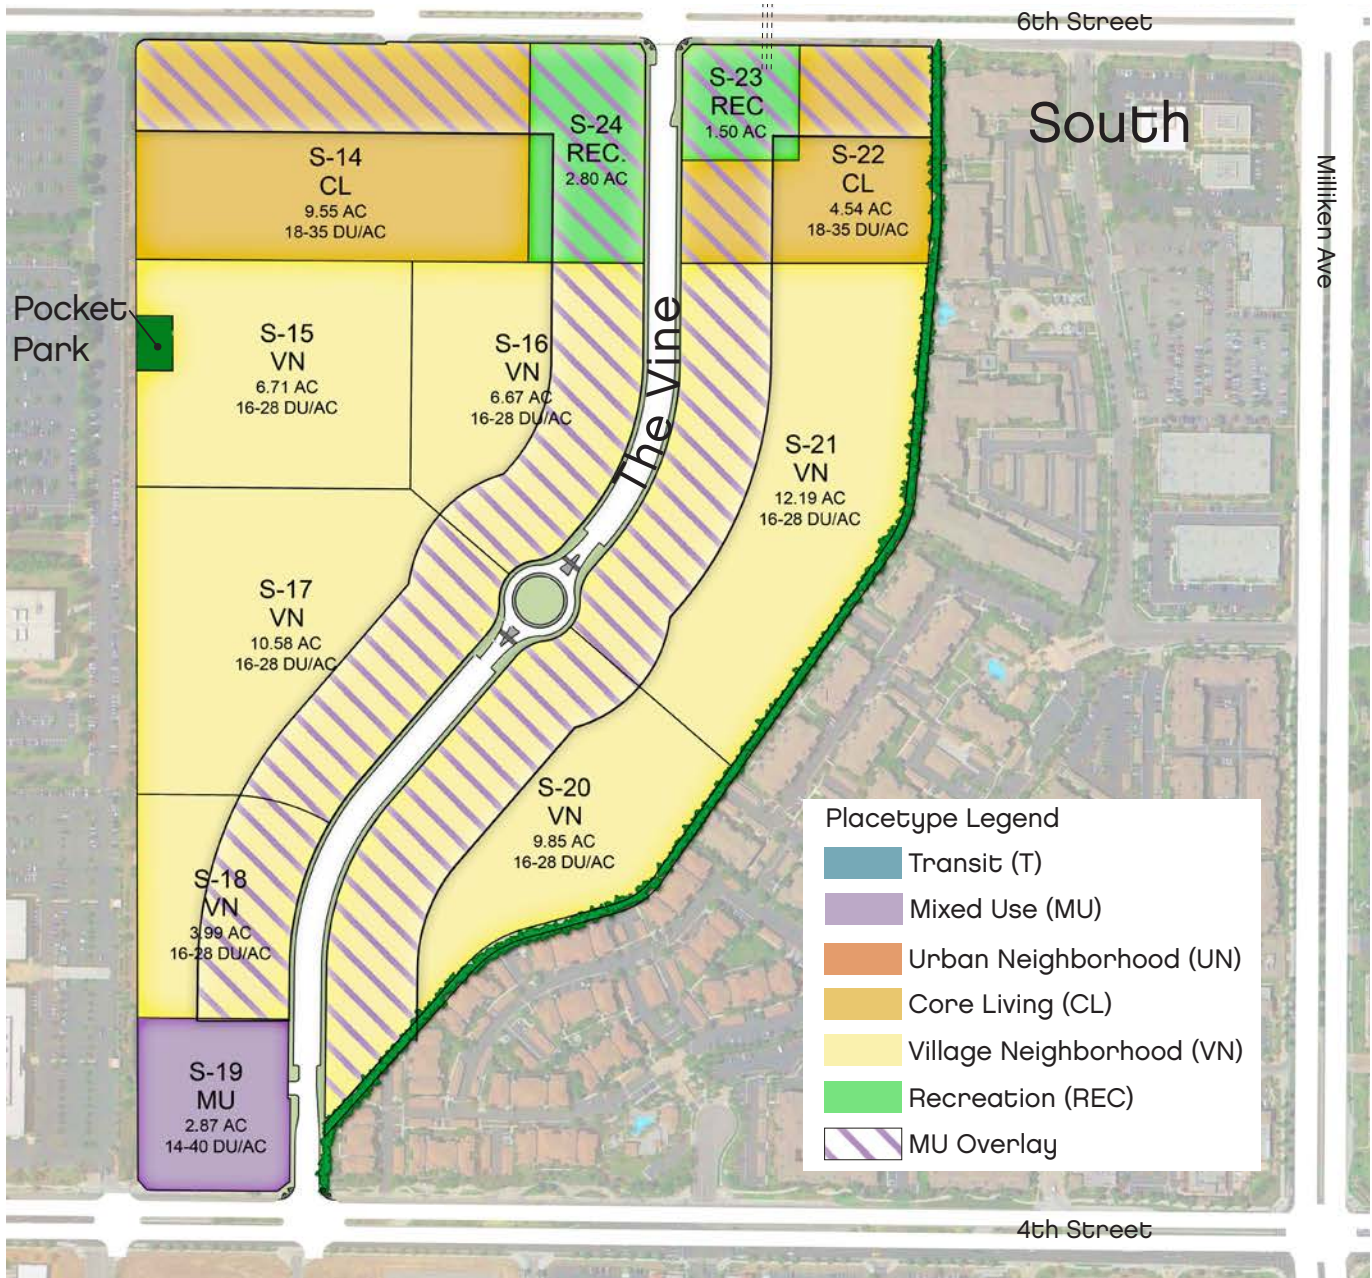 6th Street
South
Milliken Ave
S-14
CL
9.55 AC
18-35 DU/AC
S-24
REC.
2.80 AC
S-23
REC
1.50 AC
S-22
CL
4.54 AC
18-35 DU/AC
Pocket
Park
S-15
VN
6.71 AC
16-28 DU/AC
S-16
VN
6.67 AC
16-28 DU/AC
The Vine
S-21
VN
12.19 AC
16-28 DU/AC
S-17
VN
10.58 AC
16-28 DU/AC
S-20
VN
9.85 AC
16-28 DU/AC
S-18
VN
3.99 AC
16-28 DU/AC
S-19
MU
2.87 AC
14-40 DU/AC
Placetype Legend
Transit (T)
Mixed Use (MU)
Urban Neighborhood (UN)
Core Living (CL)
Village Neighborhood (VN)
Recreation (REC)
MU Overlay
4th Street